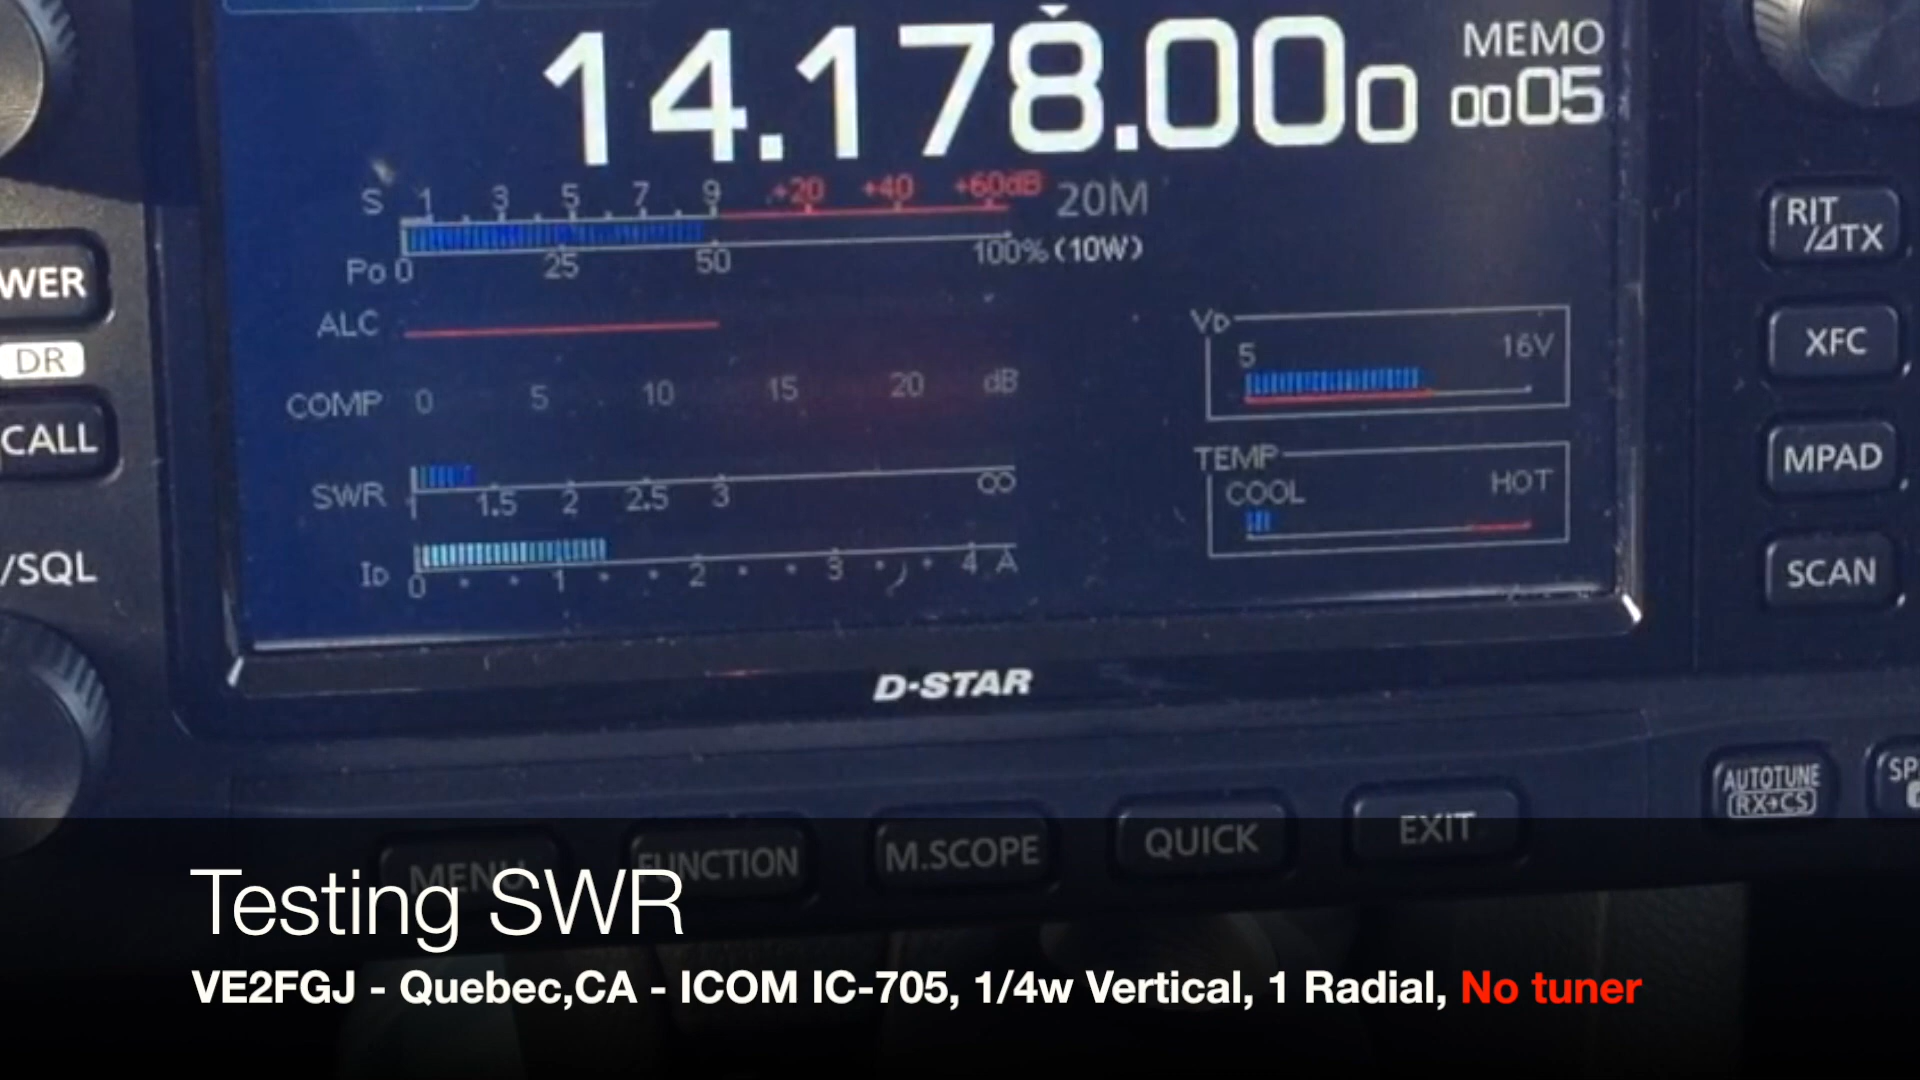 14.178.000
MEMO
0005
S 1 3 5 7 9 +20 +40 +60dB 20M
Po 0 25 50 100% (10W)
ALC
COMP 0 5 10 15 20 dB
SWR 1 1.5 2 2.5 3 ∞
ID 0 1 2 3 4 A
VD
5 16V
TEMP
COOL HOT
WER
DR
CALL
/SQL
RIT
/⊿TX
XFC
MPAD
SCAN
D-STAR
AUTOTUNE
RX→CS
SP
MENU FUNCTION M.SCOPE QUICK EXIT
Testing SWR
VE2FGJ - Quebec,CA - ICOM IC-705, 1/4w Vertical, 1 Radial, No tuner